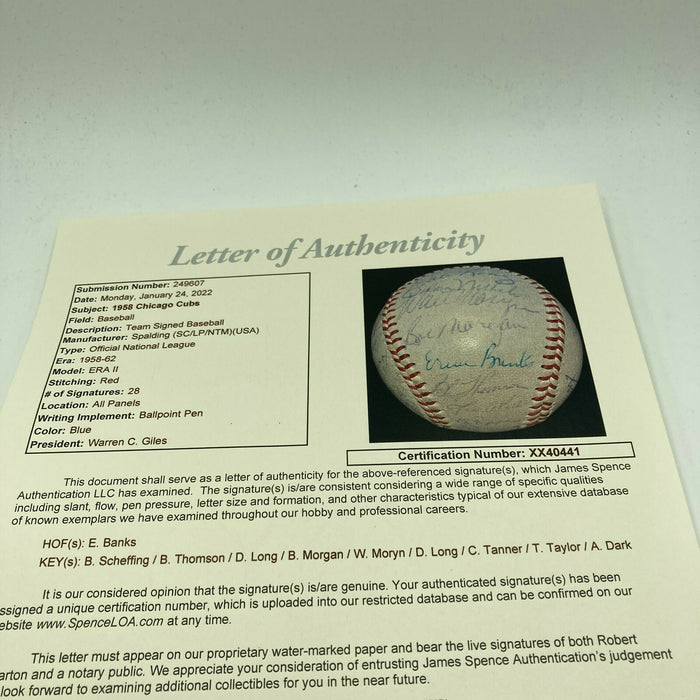 Letter of Authenticity
Submission Number: 249607
Date: Monday, January 24, 2022
Subject: 1958 Chicago Cubs
Field: Baseball
Description: Team Signed Baseball
Manufacturer: Spalding (SC/LP/NTM)(USA)
Type: Official National League
Era: 1958-62
Model: ERA II
Stitching: Red
# of Signatures: 28
Location: All Panels
Writing Implement: Ballpoint Pen
Color: Blue
President: Warren C. Giles
Walt Moryn
Bob Morgan
Ernie Banks
Certification Number: XX40441
This document shall serve as a letter of authenticity for the above-referenced signature(s), which James Spence
Authentication LLC has examined. The signature(s) is/are consistent considering a wide range of specific qualities
including slant, flow, pen pressure, letter size and formation, and other characteristics typical of our extensive database
of known exemplars we have examined throughout our hobby and professional careers.
HOF(s): E. Banks
KEY(s): B. Scheffing / B. Thomson / D. Long / B. Morgan / W. Moryn / D. Long / C. Tanner / T. Taylor / A. Dark
It is our considered opinion that the signature(s) is/are genuine. Your authenticated signature(s) has been
ssigned a unique certification number, which is uploaded into our restricted database and can be confirmed on our
ebsite www.SpenceLOA.com at any time.
This letter must appear on our proprietary water-marked paper and bear the live signatures of both Robert
arton and a notary public. We appreciate your consideration of entrusting James Spence Authentication's judgement
look forward to examining additional collectibles for you in the near future.